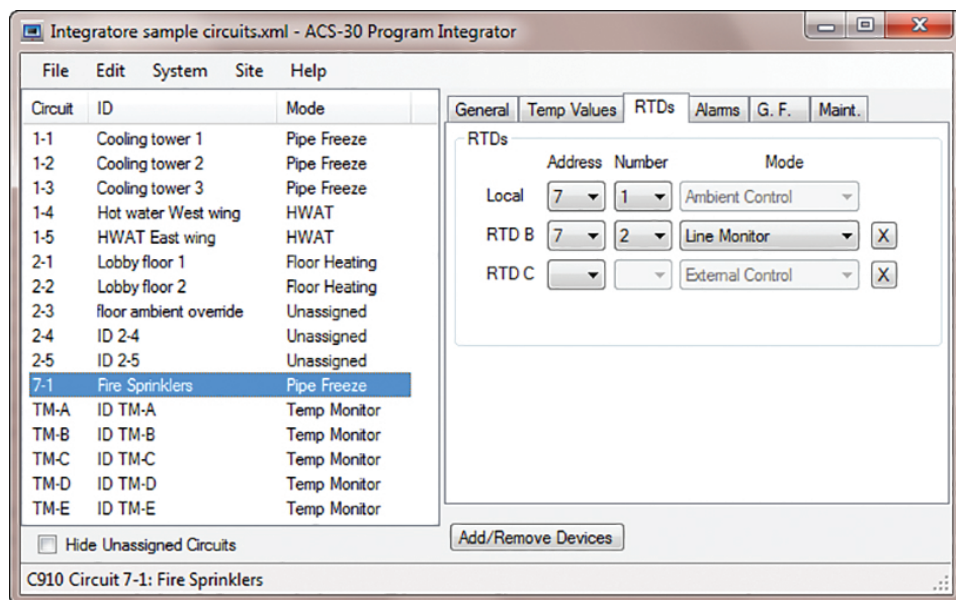 Integratore sample circuits.xml - ACS-30 Program Integrator
File Edit System Site Help
Circuit ID Mode
1-1 Cooling tower 1 Pipe Freeze
1-2 Cooling tower 2 Pipe Freeze
1-3 Cooling tower 3 Pipe Freeze
1-4 Hot water West wing HWAT
1-5 HWAT East wing HWAT
2-1 Lobby floor 1 Floor Heating
2-2 Lobby floor 2 Floor Heating
2-3 floor ambient override Unassigned
2-4 ID 2-4 Unassigned
2-5 ID 2-5 Unassigned
7-1 Fire Sprinklers Pipe Freeze
TM-A ID TM-A Temp Monitor
TM-B ID TM-B Temp Monitor
TM-C ID TM-C Temp Monitor
TM-D ID TM-D Temp Monitor
TM-E ID TM-E Temp Monitor
Hide Unassigned Circuits
General Temp Values RTDs Alarms G. F. Maint.
RTDs
Address Number Mode
Local 7 1 Ambient Control
RTD B 7 2 Line Monitor X
RTD C External Control X
Add/Remove Devices
C910 Circuit 7-1: Fire Sprinklers